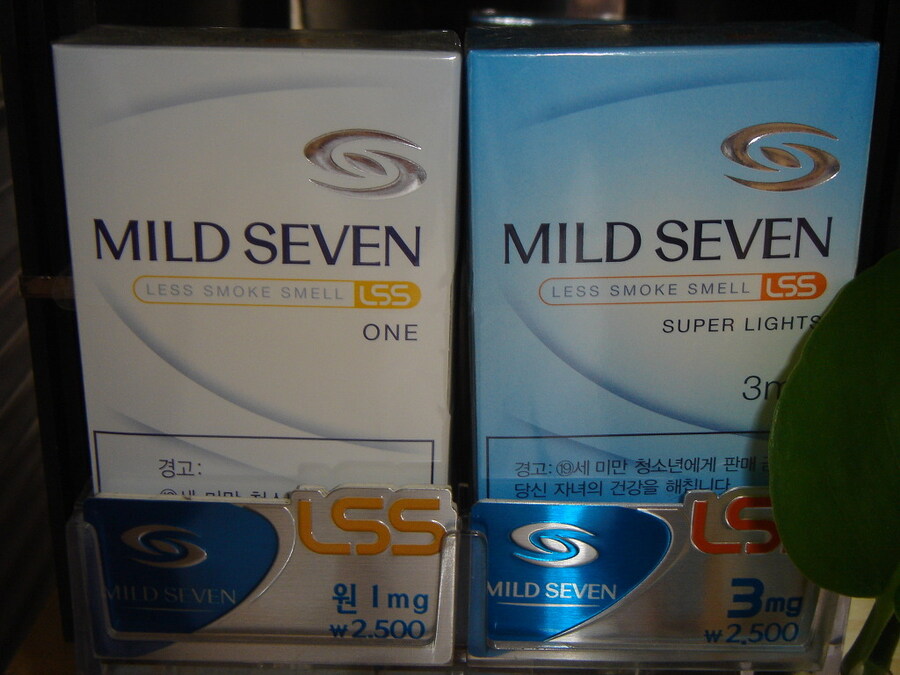 MILD SEVEN
LESS SMOKE SMELL LSS
ONE
경고:
LSS
MILD SEVEN
원 1mg
₩2.500
MILD SEVEN
LESS SMOKE SMELL LSS
SUPER LIGHTS
3m
경고: ⑲세 미만 청소년에게 판매
당신 자녀의 건강을 해칩니다
LSS
MILD SEVEN
3mg
₩2.500